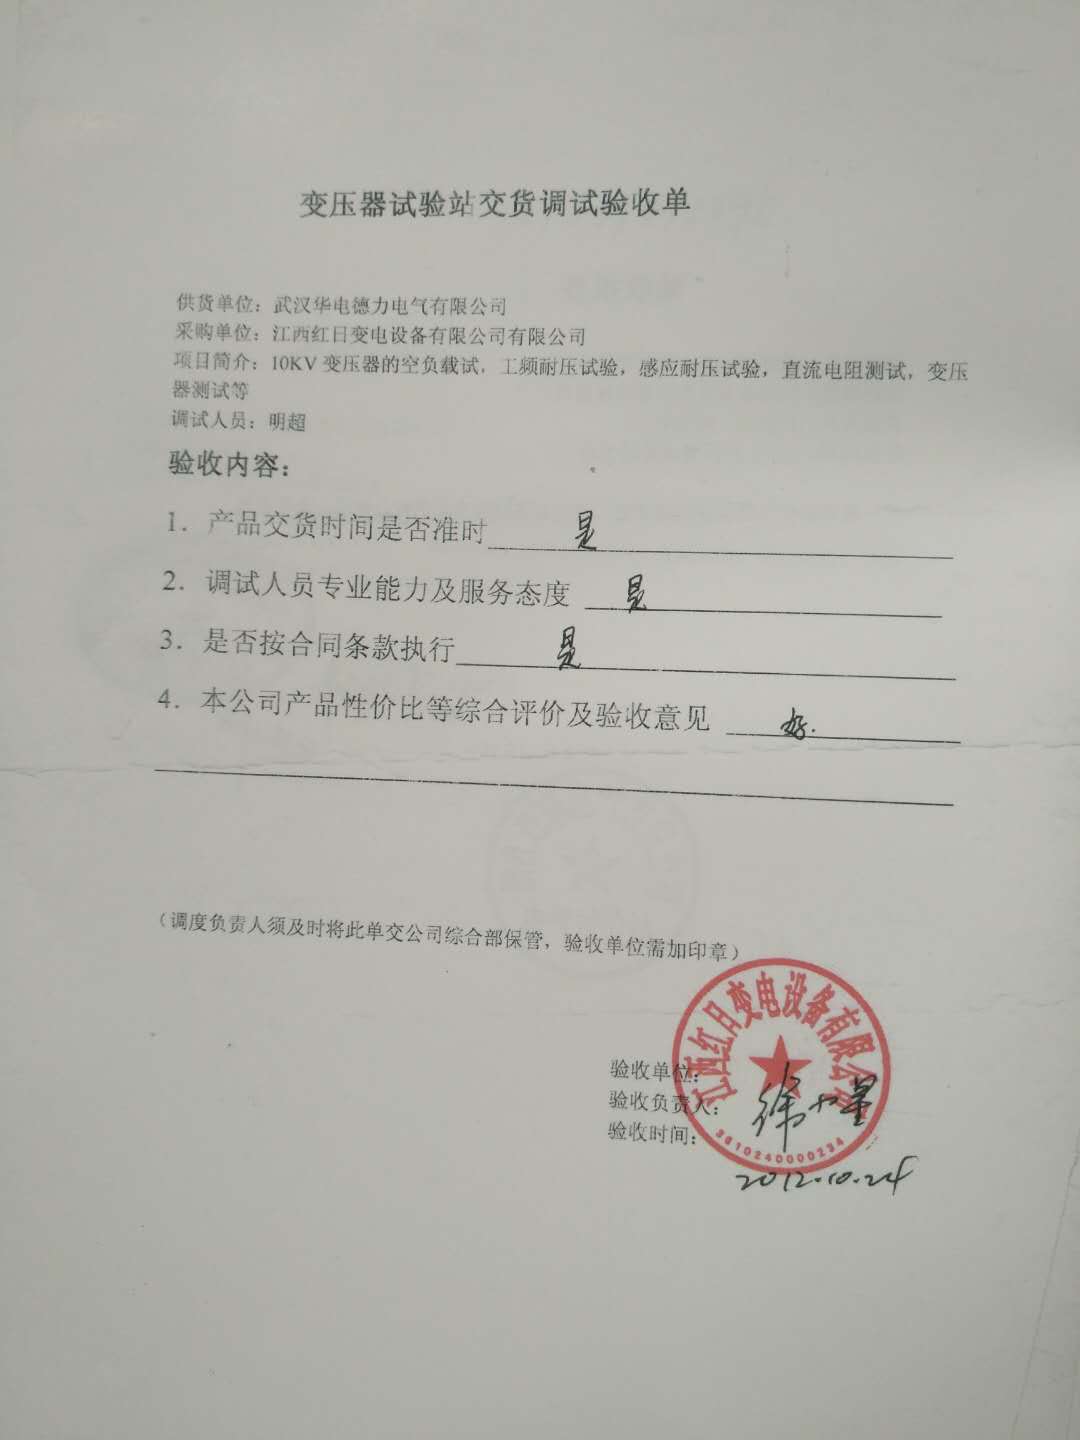 变压器试验站交货调试验收单
供货单位：武汉华电德力电气有限公司
采购单位：江西红日变电设备有限公司有限公司
项目简介：10KV 变压器的空负载试，工频耐压试验，感应耐压试验，直流电阻测试，变压
器测试等
调试人员：明超
验收内容：
1．产品交货时间是否准时 是
2．调试人员专业能力及服务态度 是
3．是否按合同条款执行 是
4．本公司产品性价比等综合评价及验收意见 好.
（调度负责人须及时将此单交公司综合部保管，验收单位需加印章）
江西红日变电设备有限公司
验收单位：
验收负责人： 徐小星
验收时间：
3610240000234
2012.10.24